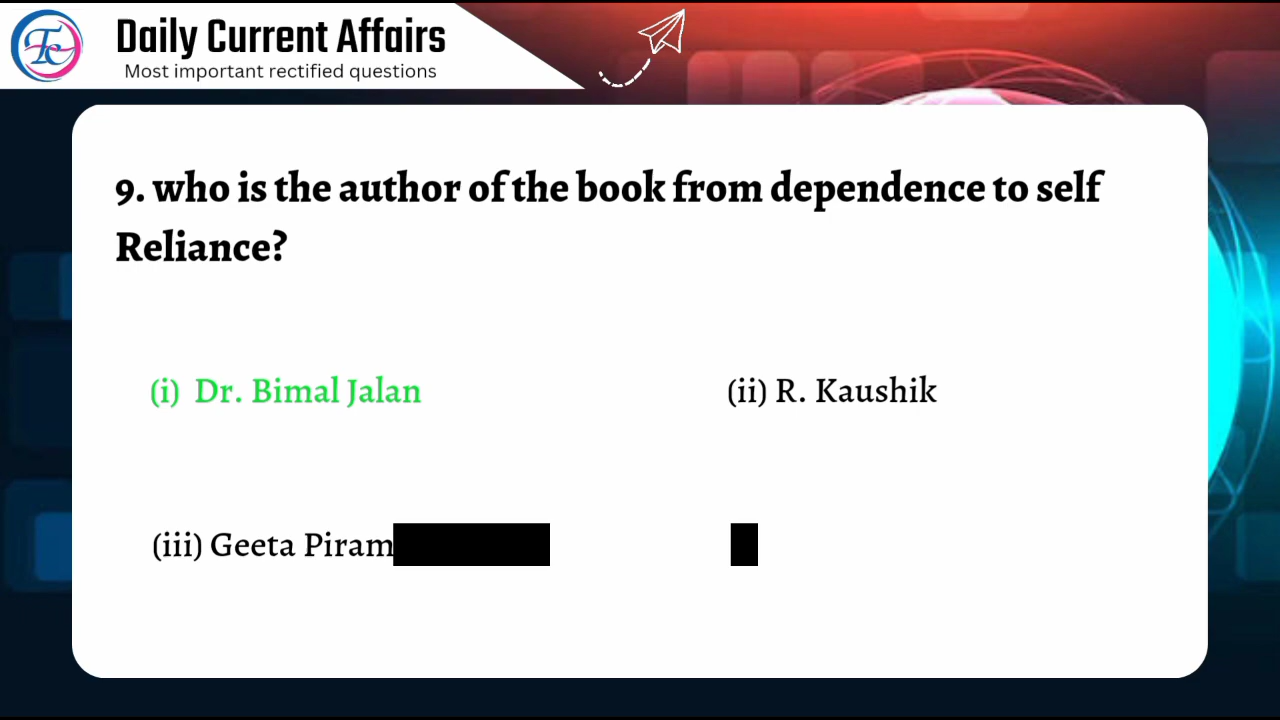 Daily Current Affairs
Most important rectified questions
9. who is the author of the book from dependence to self
Reliance?
(i) Dr. Bimal Jalan
(ii) R. Kaushik
(iii) Geeta